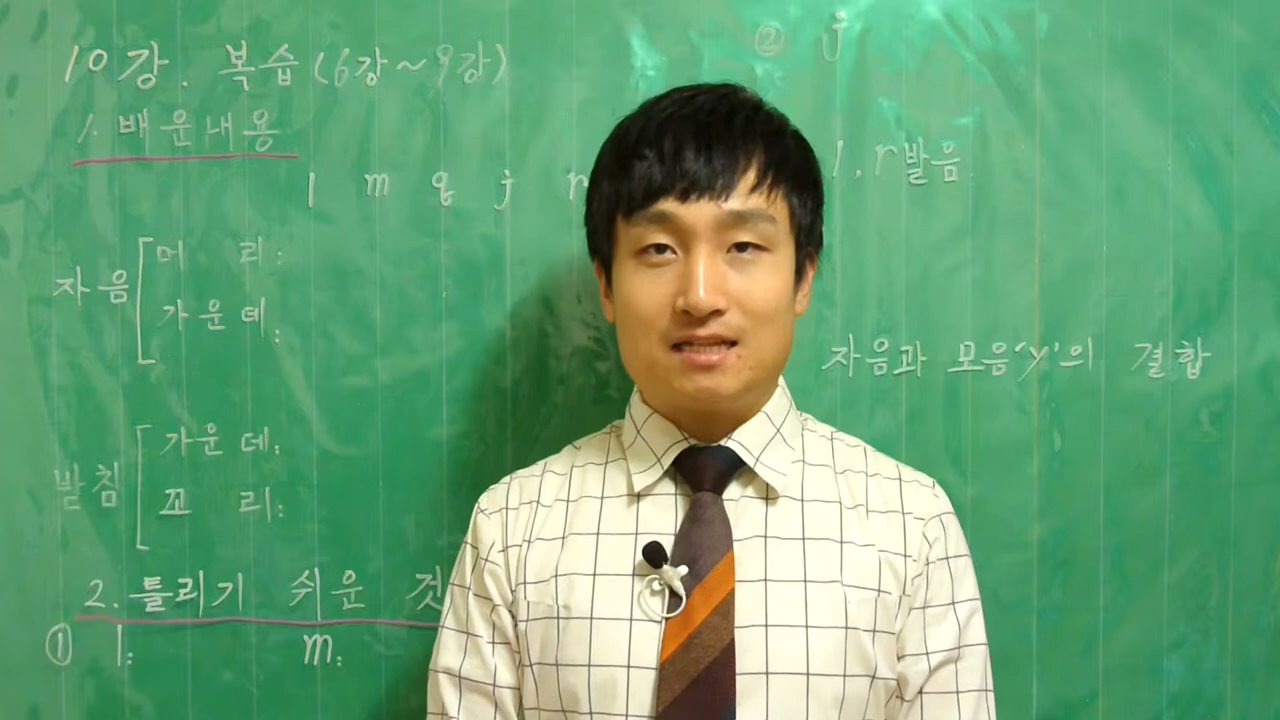 10강. 복습(6강~9강)
1. 배운내용
l m q j r
자음
머 리:
가운데:
받침
가운데:
꼬 리:
2. 틀리기 쉬운 것
① l: m:
② j
l, r발음
자음과 모음'y'의 결합